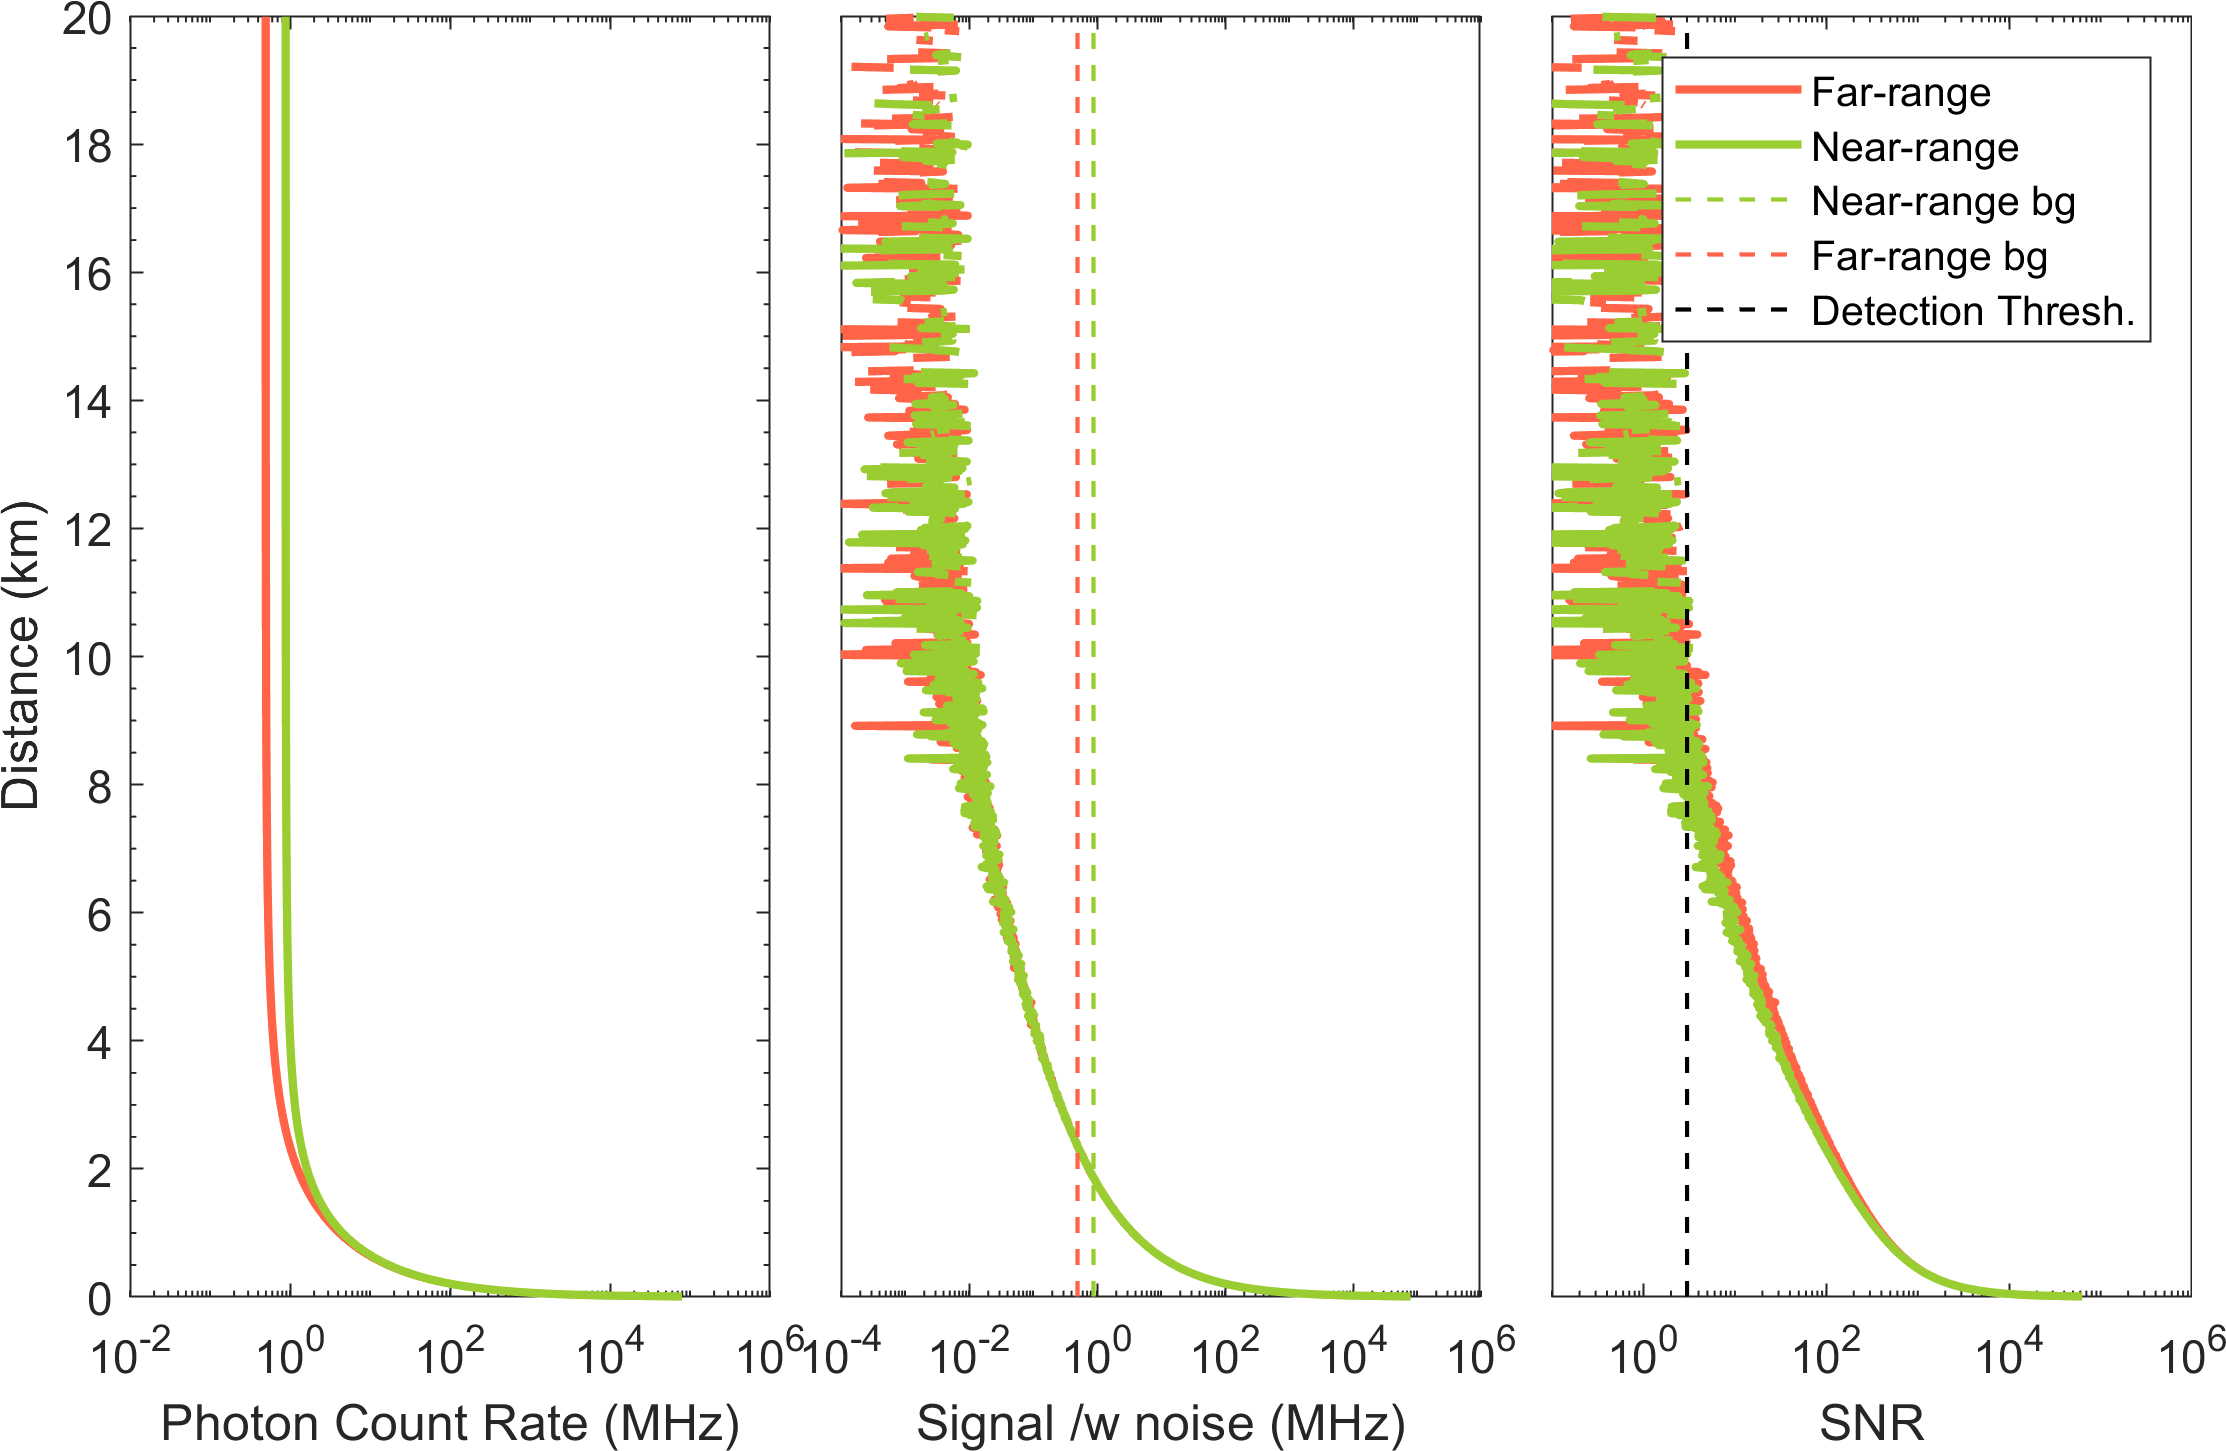 20
18
16
14
12
10
8
6
4
2
0
Distance (km)
10^-2 10^0 10^2 10^4 10^6
Photon Count Rate (MHz)
10^-4 10^-2 10^0 10^2 10^4 10^6
Signal /w noise (MHz)
Far-range
Near-range
Near-range bg
Far-range bg
Detection Thresh.
10^0 10^2 10^4 10^6
SNR